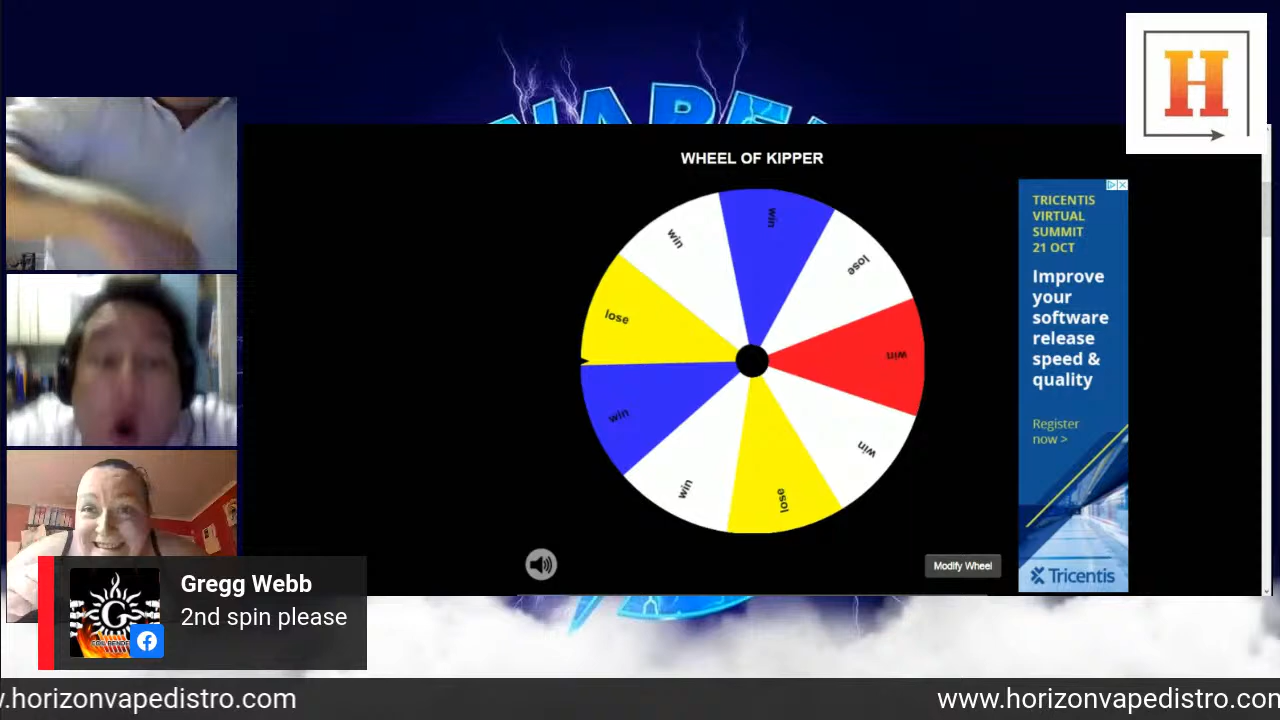 H
WHEEL OF KIPPER
win
win
lose
win
lose
win
win
lose
win
win
TRICENTIS
VIRTUAL
SUMMIT
21 OCT
Improve
your
software
release
speed &
quality
Register
now >
Tricentis
Modify Wheel
Gregg Webb
2nd spin please
G
.horizonvapedistro.com
www.horizonvapedistro.con